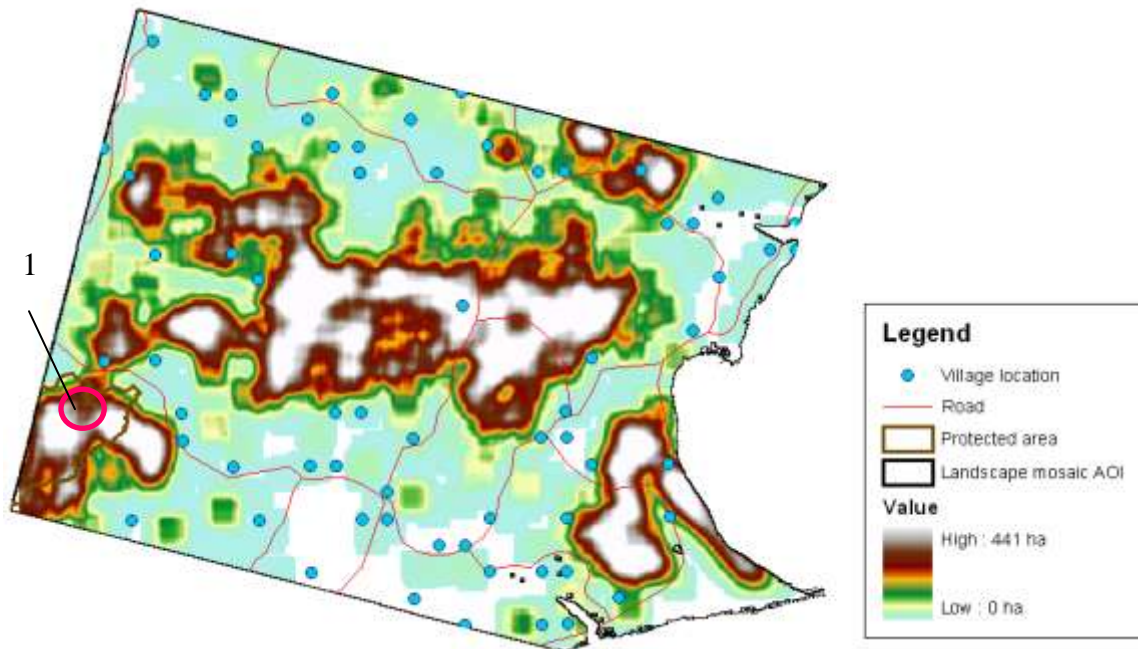 1
Legend
Village location
Road
Protected area
Landscape mosaic AOI
Value
High : 441 ha
Low : 0 ha